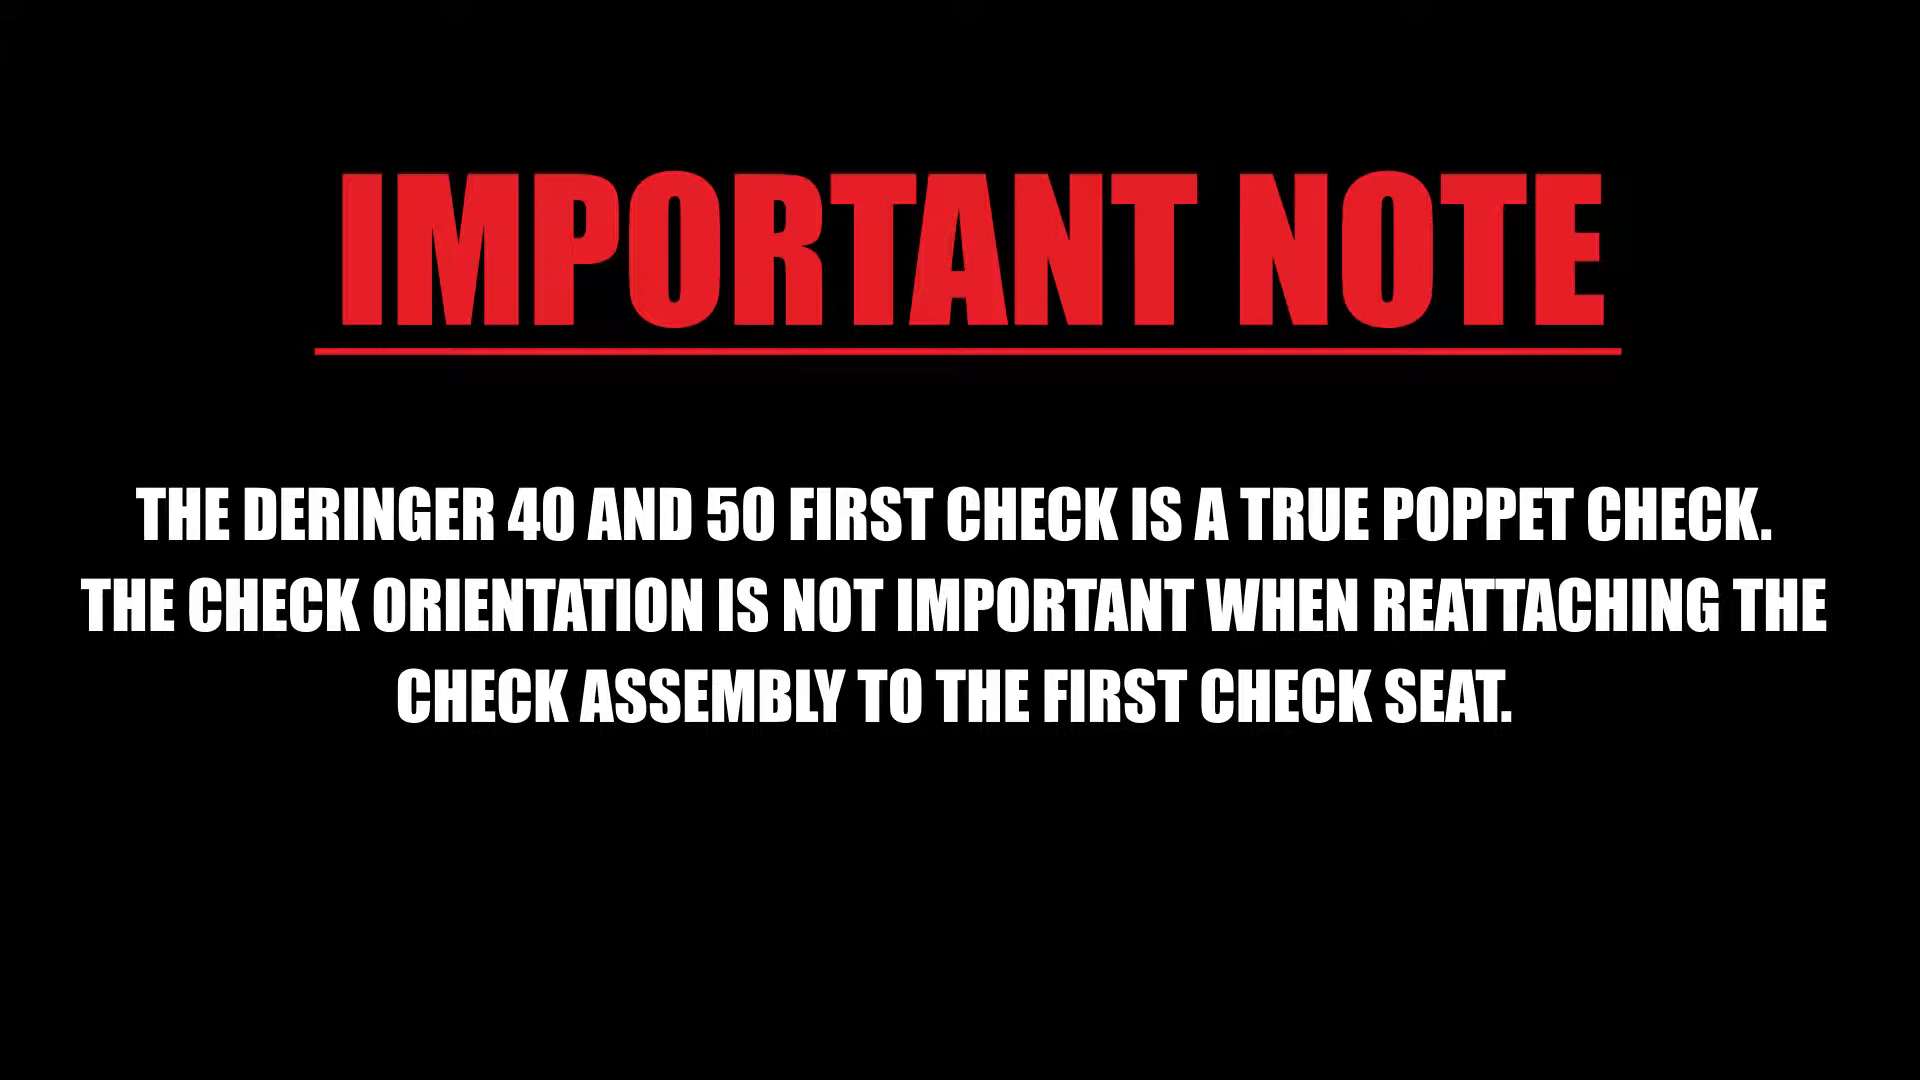 IMPORTANT NOTE
THE DERINGER 40 AND 50 FIRST CHECK IS A TRUE POPPET CHECK.
THE CHECK ORIENTATION IS NOT IMPORTANT WHEN REATTACHING THE
CHECK ASSEMBLY TO THE FIRST CHECK SEAT.